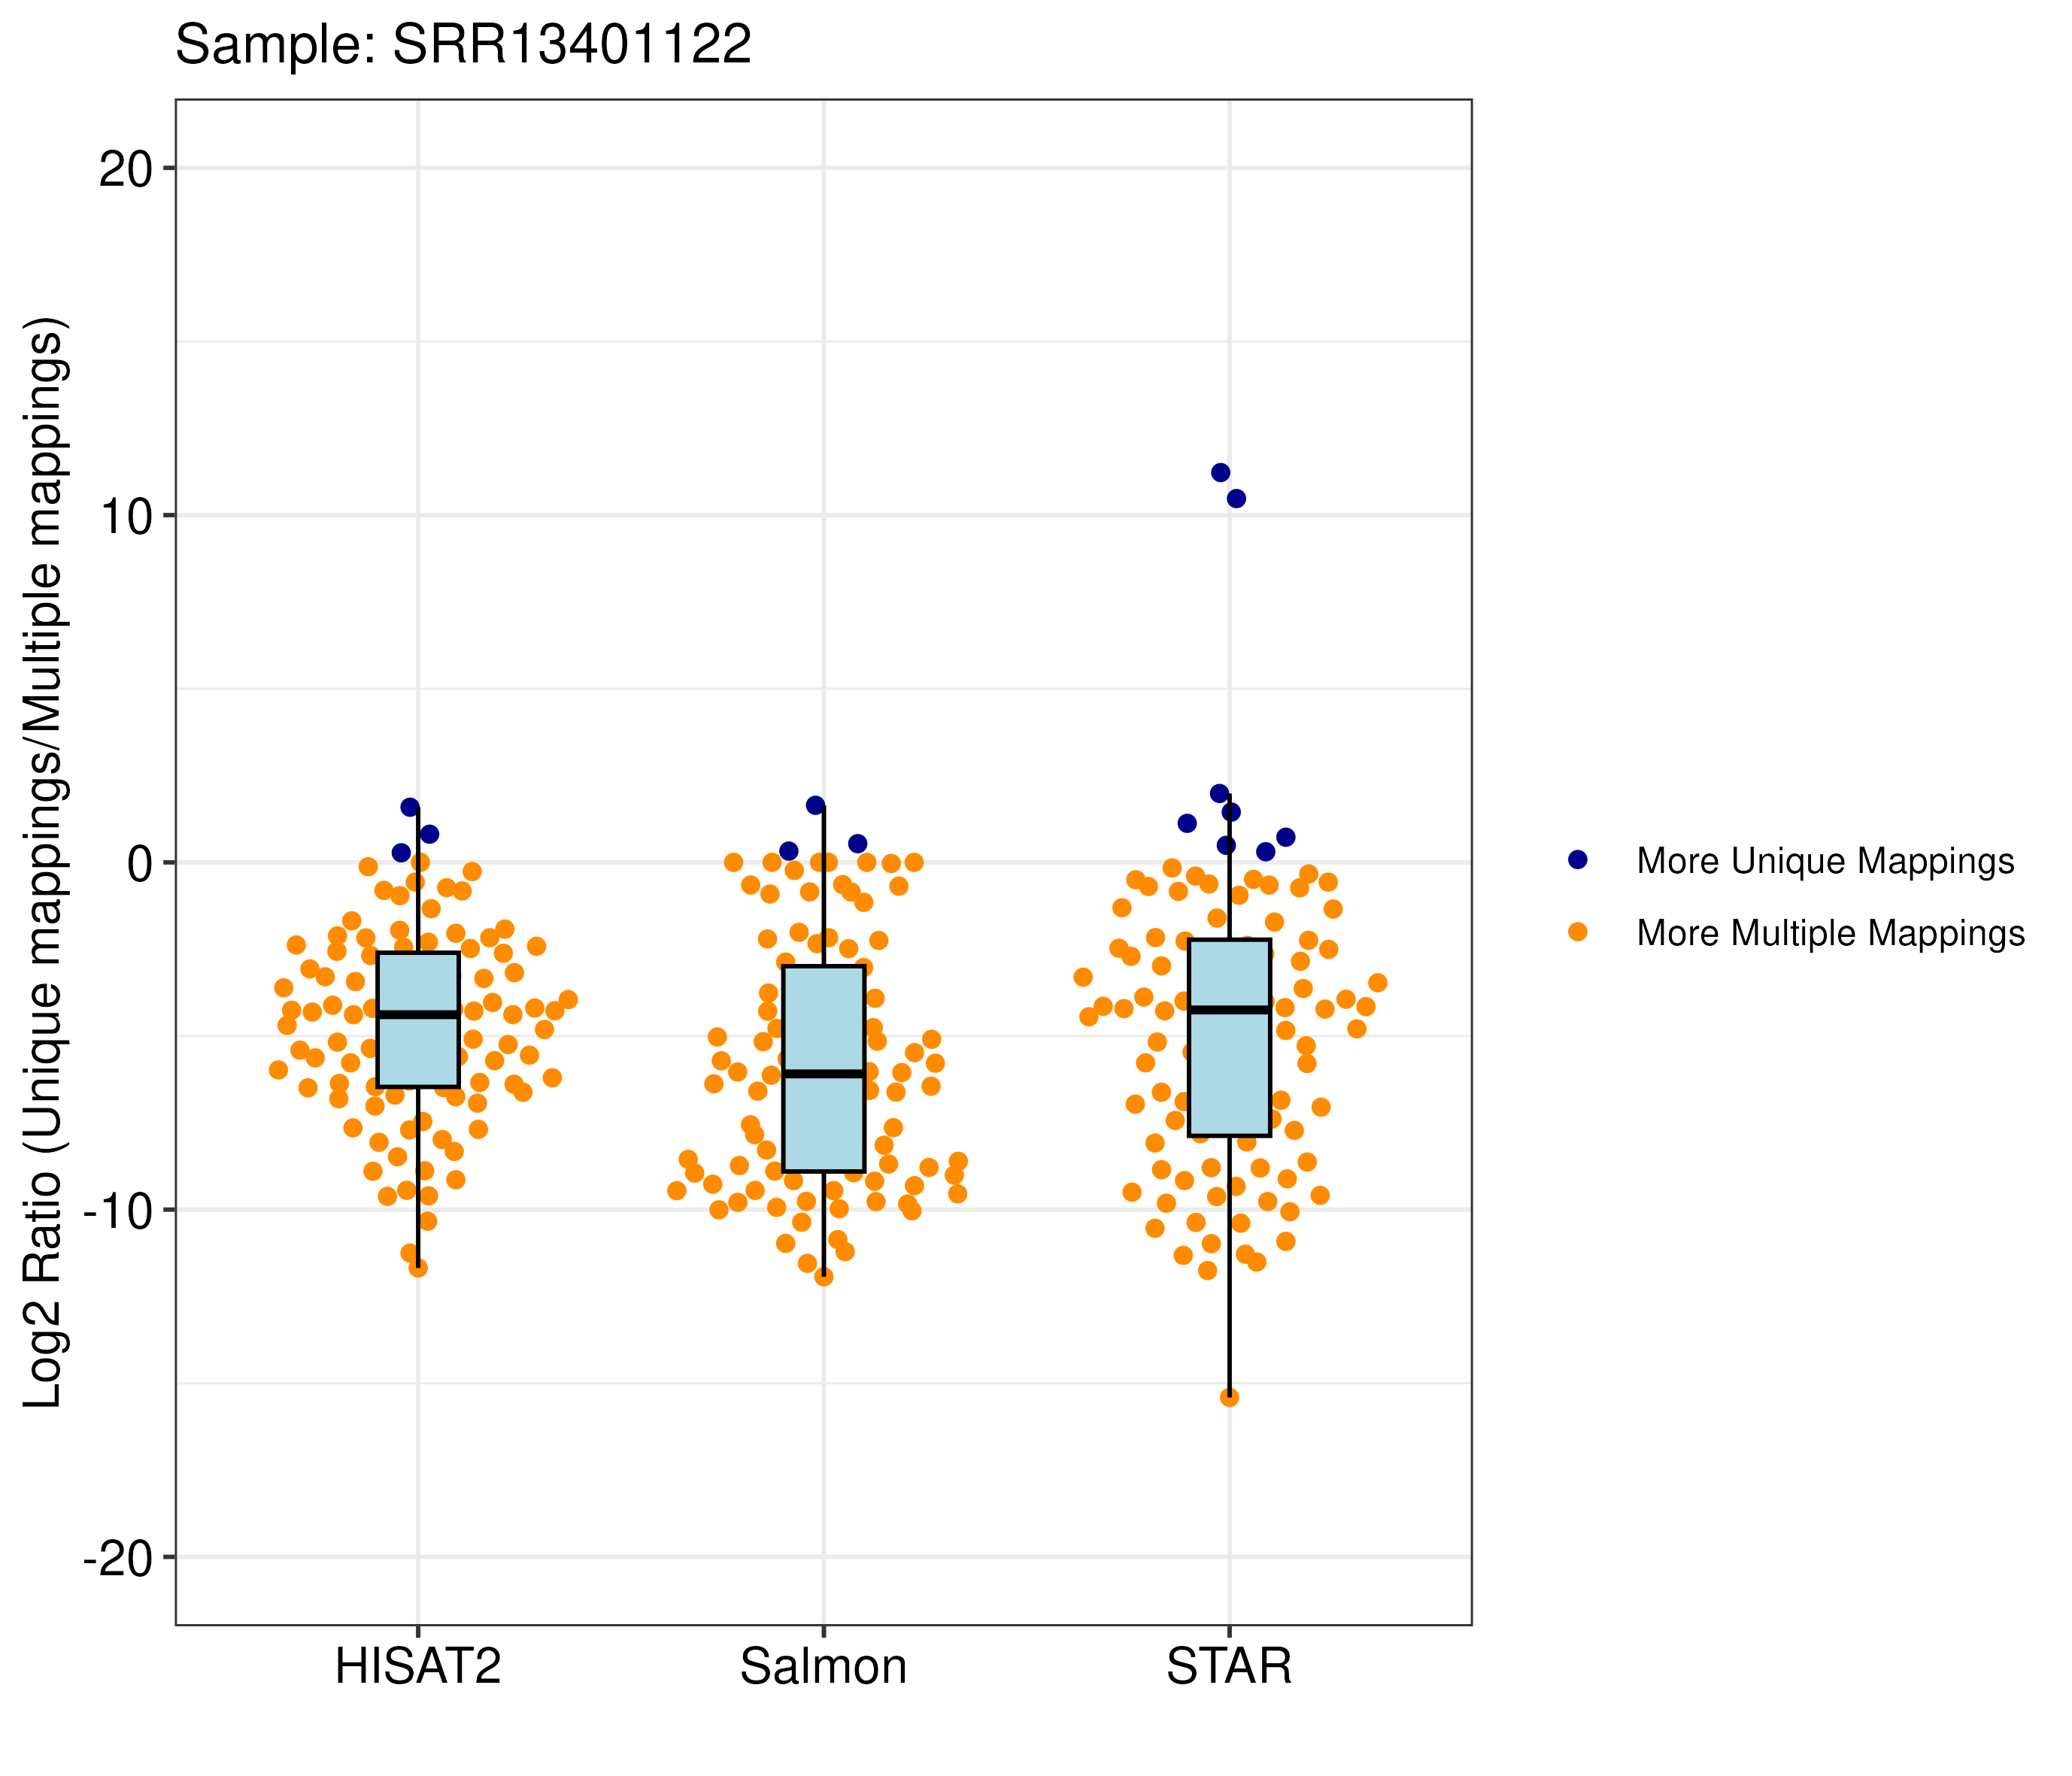 Sample: SRR13401122
Log2 Ratio (Unique mappings/Multiple mappings)
20
10
0
-10
-20
HISAT2
Salmon
STAR
More Unique Mappings
More Multiple Mappings